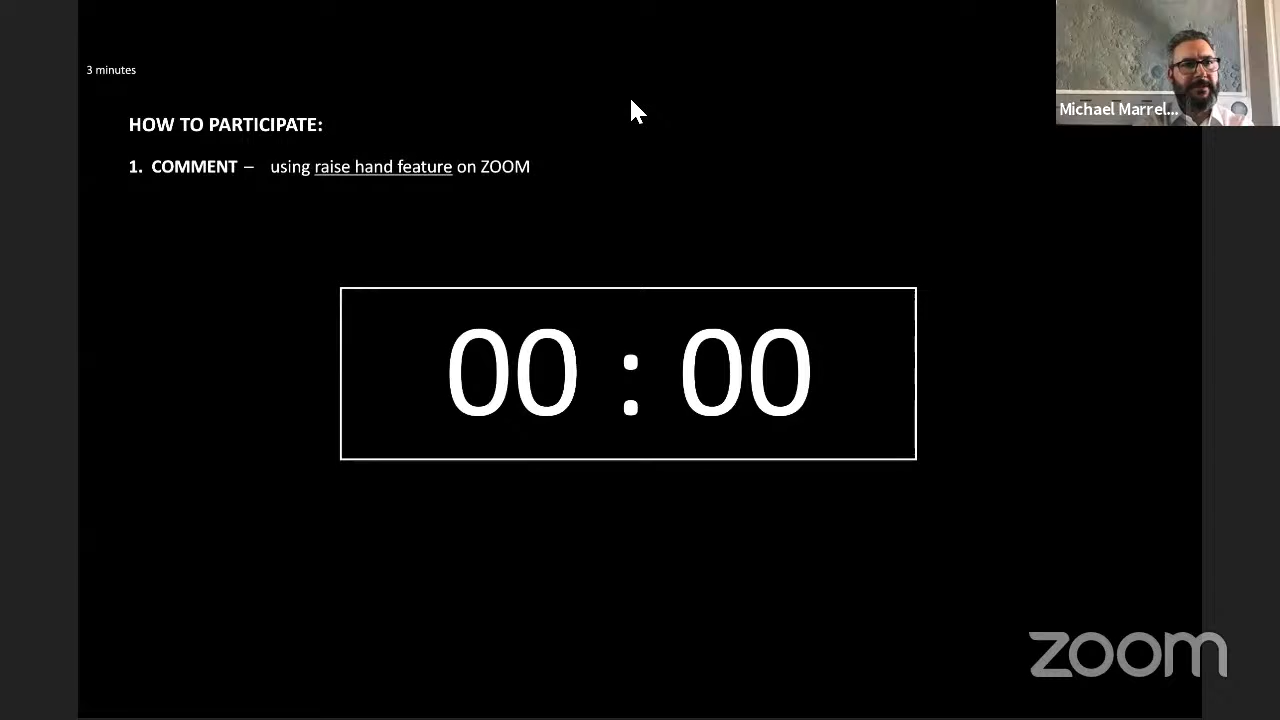 3 minutes
Michael Marrel...
HOW TO PARTICIPATE:
1. COMMENT – using raise hand feature on ZOOM
00 : 00
zoom